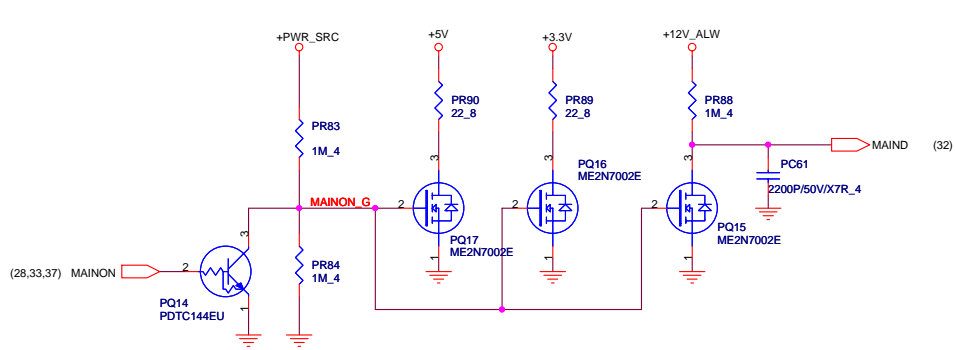 +PWR_SRC
+5V
+3.3V
+12V_ALW
PR83
1M_4
PR90
22_8
PR89
22_8
PR88
1M_4
3
3
3
MAIND (32)
PQ16
ME2N7002E
PC61
2200P/50V/X7R_4
MAINON_G
2
2
2
PQ17
ME2N7002E
PQ15
ME2N7002E
3
1
1
1
(28,33,37) MAINON
2
PR84
1M_4
PQ14
PDTC144EU
1